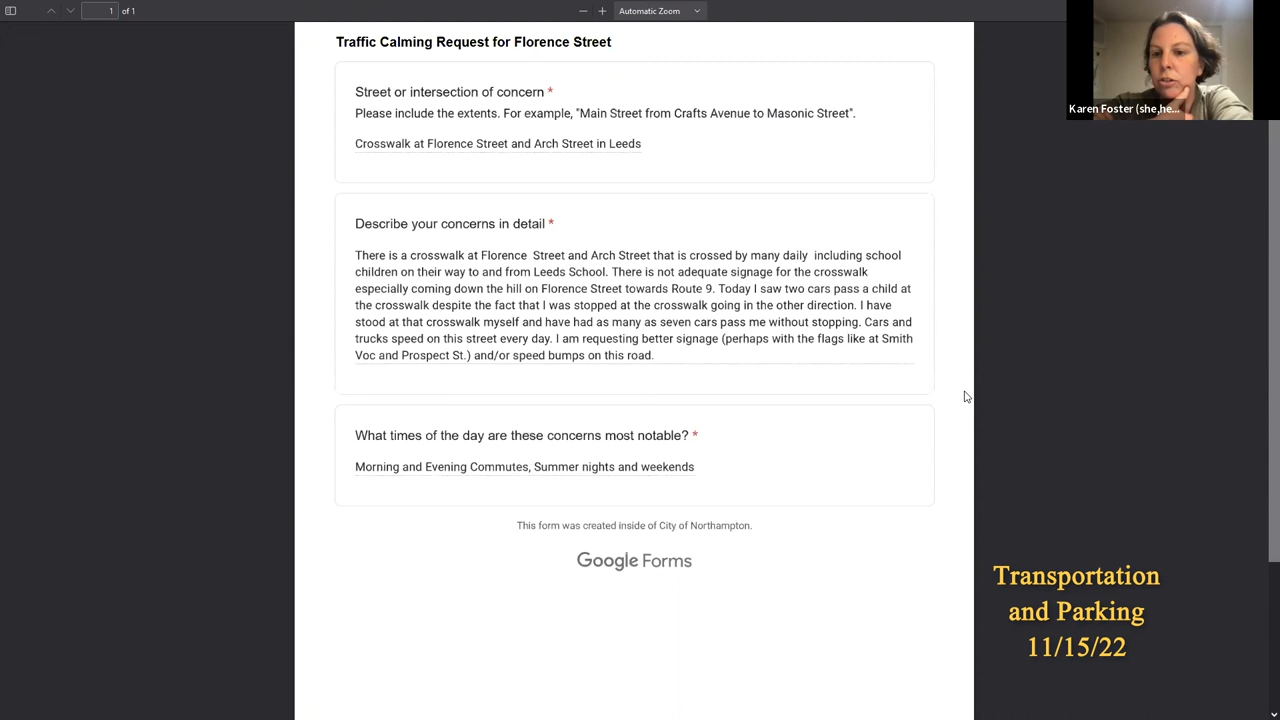 1 of 1
Automatic Zoom
Karen Foster (she,he...
Traffic Calming Request for Florence Street
Street or intersection of concern *
Please include the extents. For example, "Main Street from Crafts Avenue to Masonic Street".
Crosswalk at Florence Street and Arch Street in Leeds
Describe your concerns in detail *
There is a crosswalk at Florence Street and Arch Street that is crossed by many daily including school
children on their way to and from Leeds School. There is not adequate signage for the crosswalk
especially coming down the hill on Florence Street towards Route 9. Today I saw two cars pass a child at
the crosswalk despite the fact that I was stopped at the crosswalk going in the other direction. I have
stood at that crosswalk myself and have had as many as seven cars pass me without stopping. Cars and
trucks speed on this street every day. I am requesting better signage (perhaps with the flags like at Smith
Voc and Prospect St.) and/or speed bumps on this road.
What times of the day are these concerns most notable? *
Morning and Evening Commutes, Summer nights and weekends
This form was created inside of City of Northampton.
Google Forms
Transportation
and Parking
11/15/22